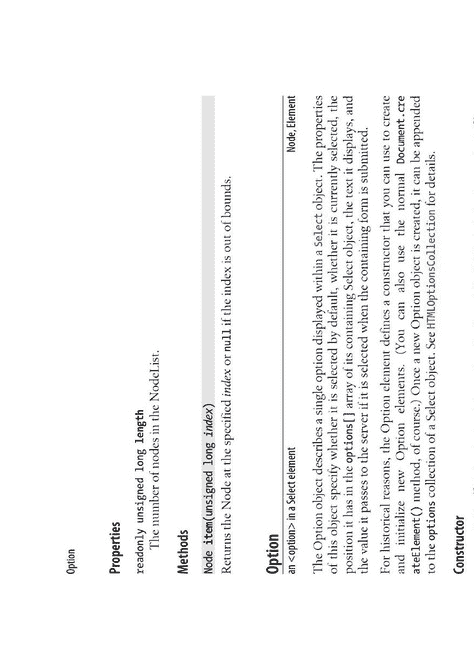 Option
Properties
readonly unsigned long length
The number of nodes in the NodeList.
Methods
Node item(unsigned long index)
Returns the Node at the specified index or null if the index is out of bounds.
Option
an <option> in a Select element Node, Element
The Option object describes a single option displayed within a Select object. The properties
of this object specify whether it is selected by default, whether it is currently selected, the
position it has in the options[] array of its containing Select object, the text it displays, and
the value it passes to the server if it is selected when the containing form is submitted.
For historical reasons, the Option element defines a constructor that you can use to create
and initialize new Option elements. (You can also use the normal Document.cre
ateElement() method, of course.) Once a new Option object is created, it can be appended
to the options collection of a Select object. See HTMLOptionsCollection for details.
Constructor